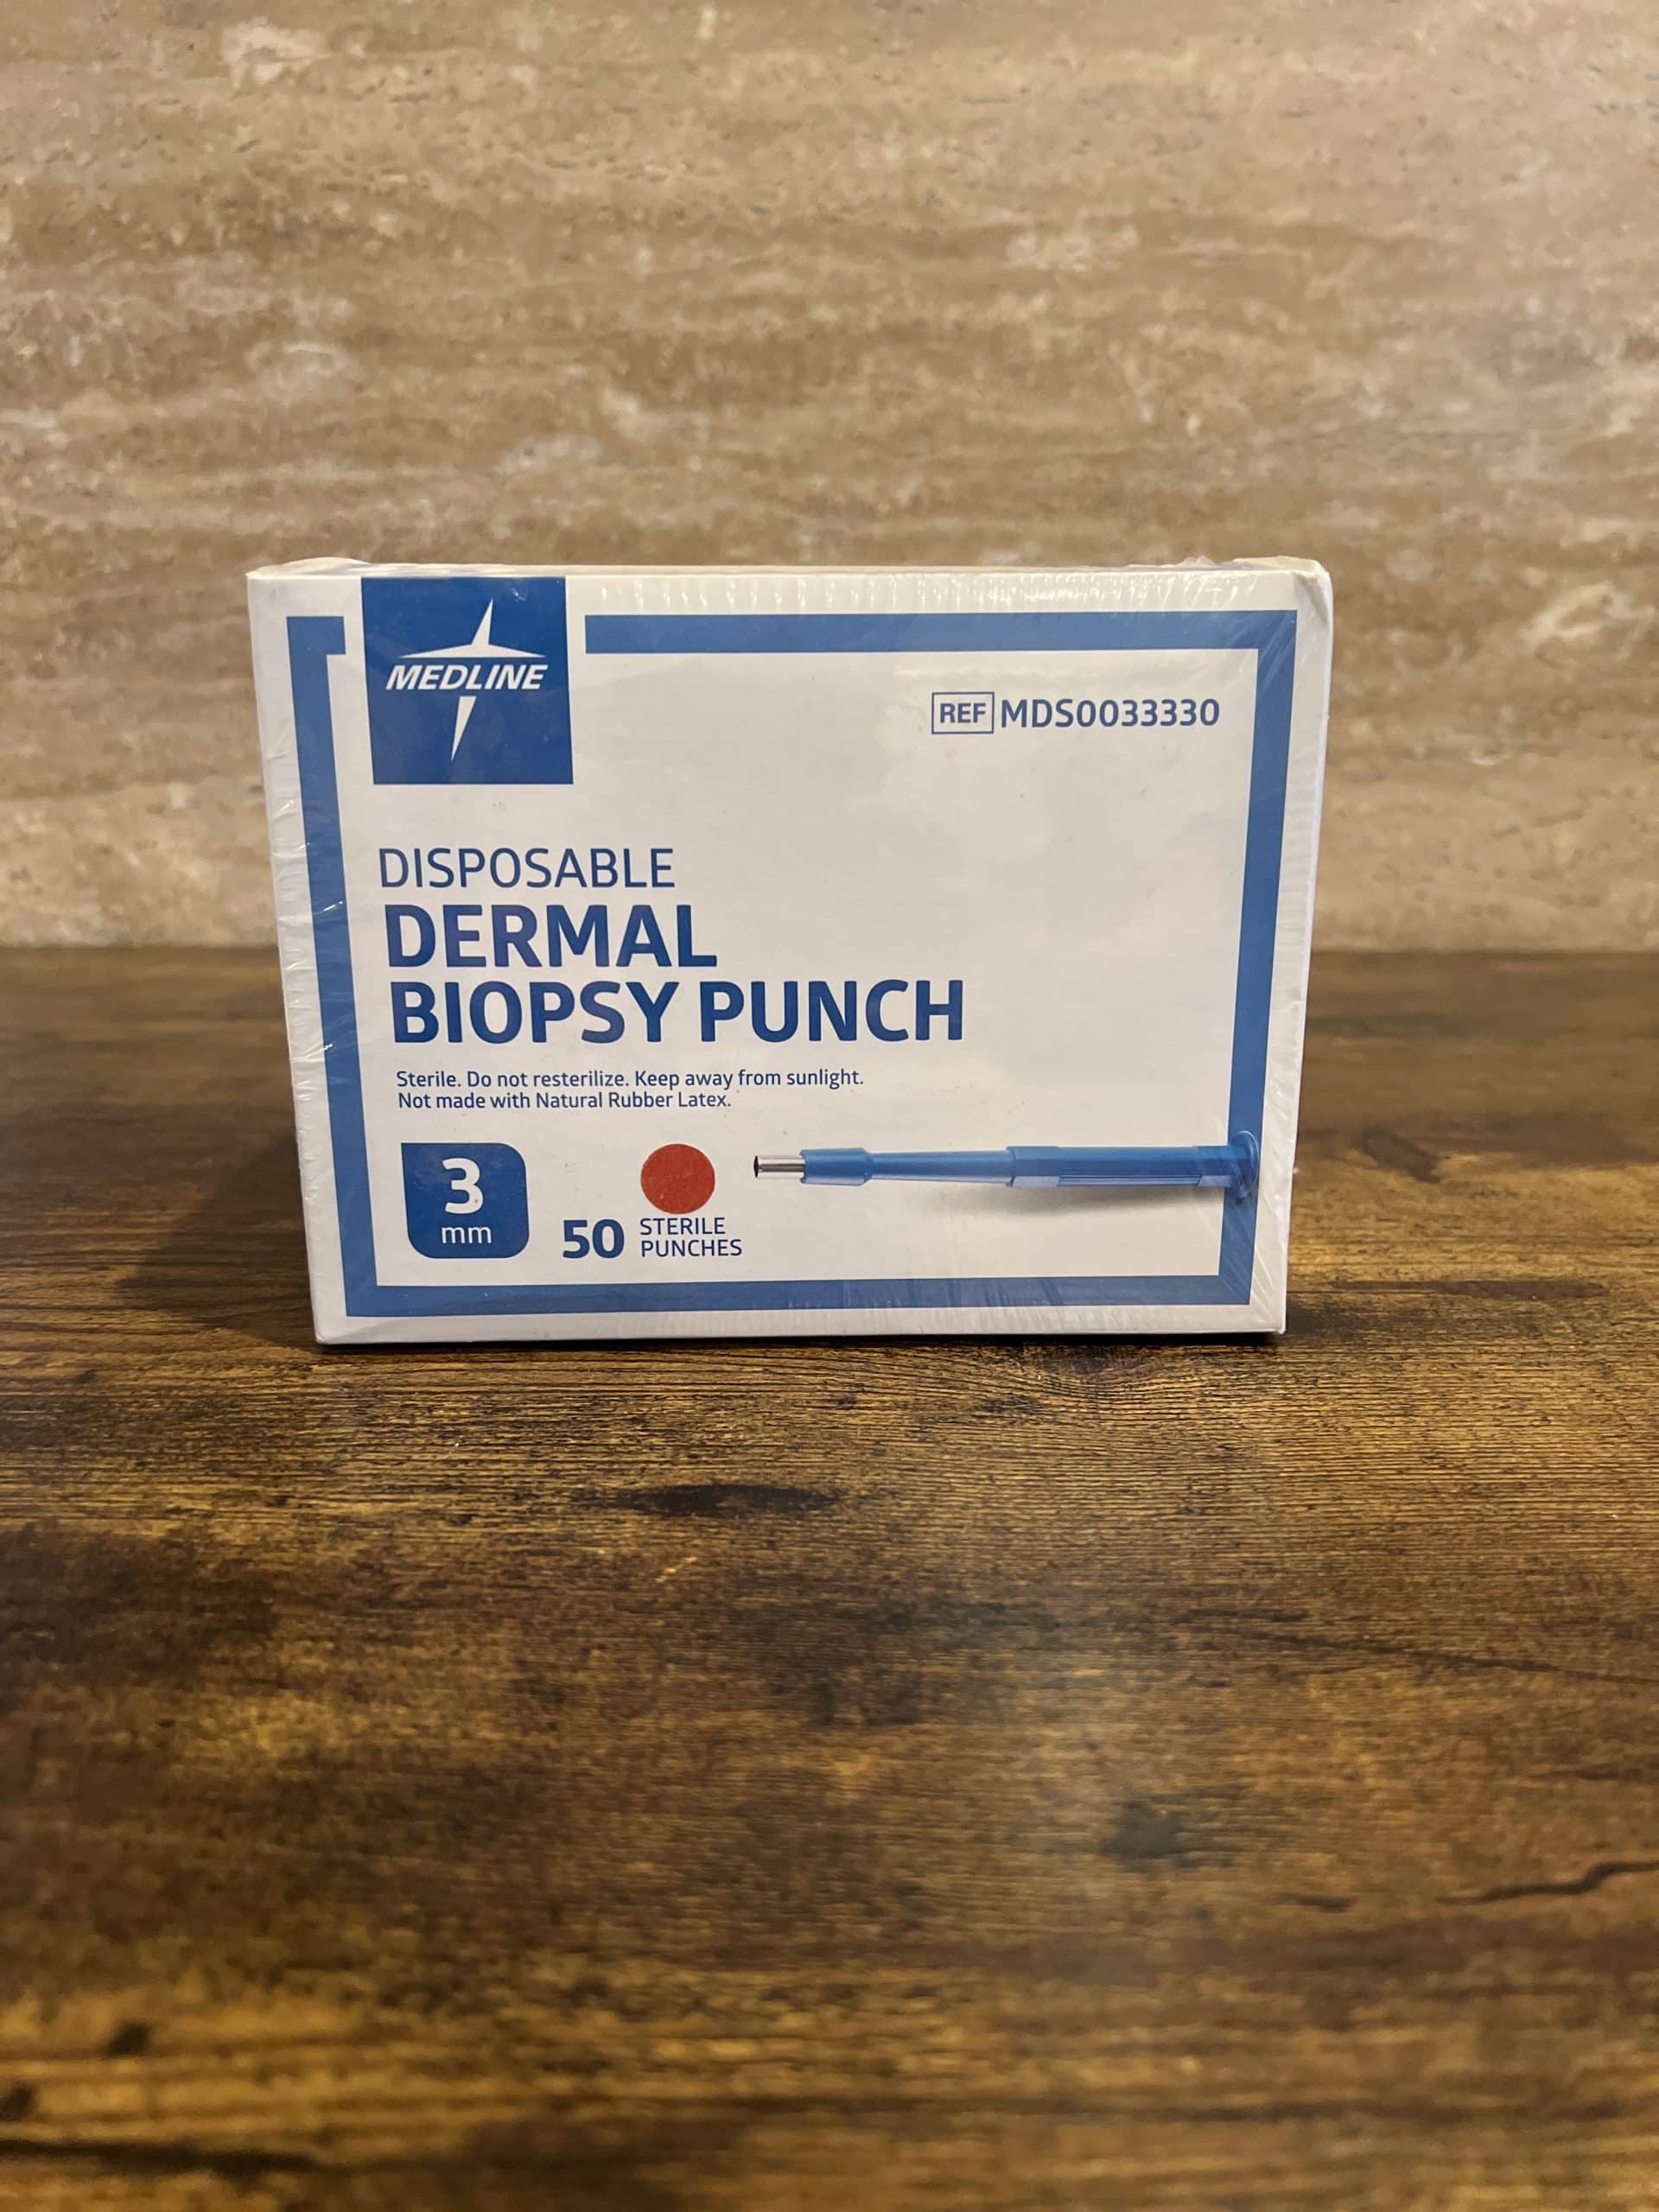 MEDLINE
REF MDS0033330
DISPOSABLE
DERMAL
BIOPSY PUNCH
Sterile. Do not resterilize. Keep away from sunlight.
Not made with Natural Rubber Latex.
3
mm
50 STERILE
PUNCHES